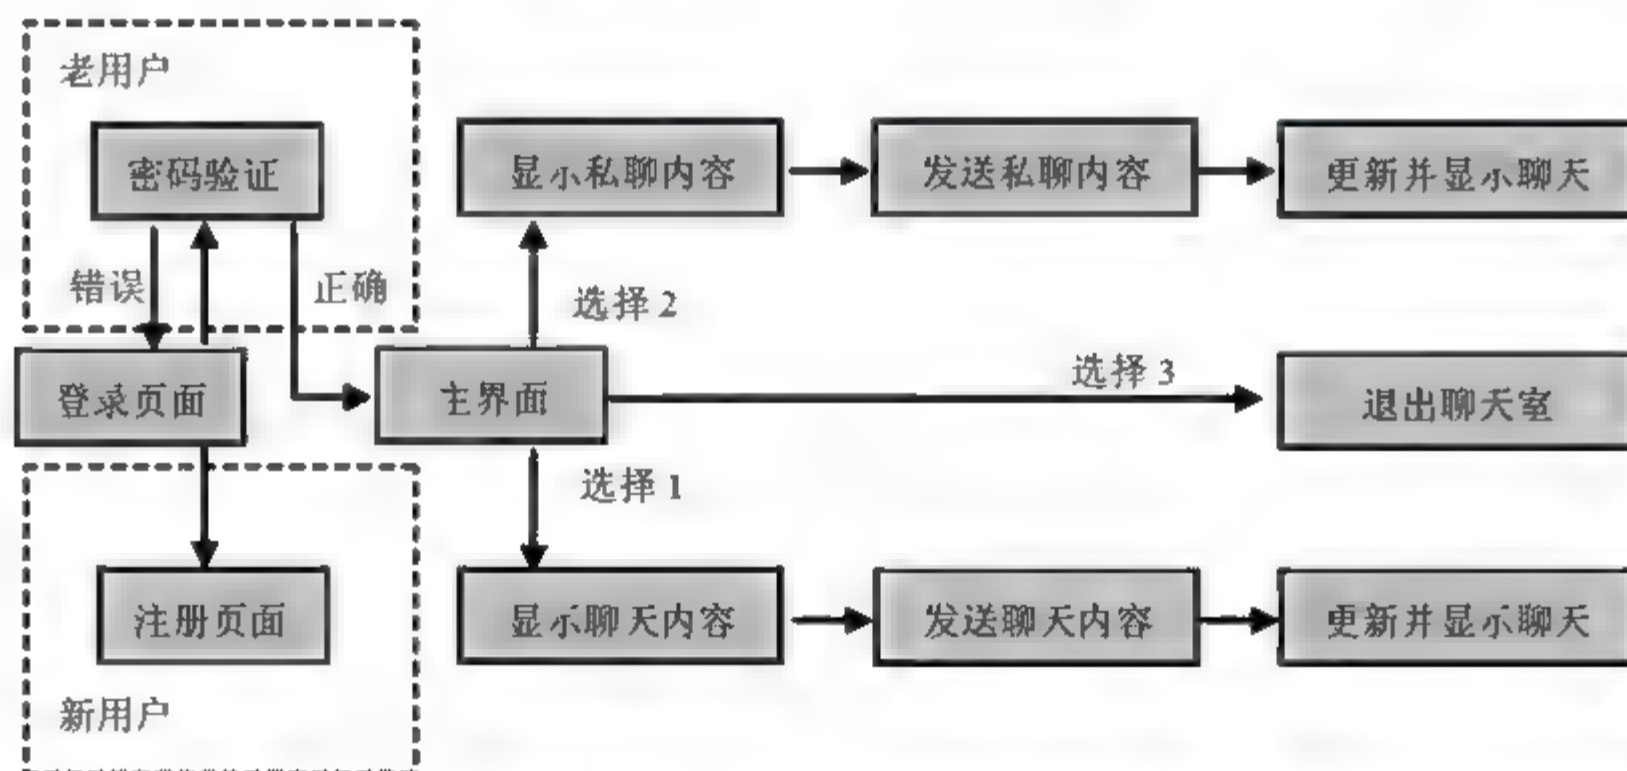 老用户
密码验证
显示私聊内容
发送私聊内容
更新并显示聊天
错误
正确
选择 2
登录页面
主界面
选择 3
退出聊天室
选择 1
注册页面
显示聊天内容
发送聊天内容
更新并显示聊天
新用户